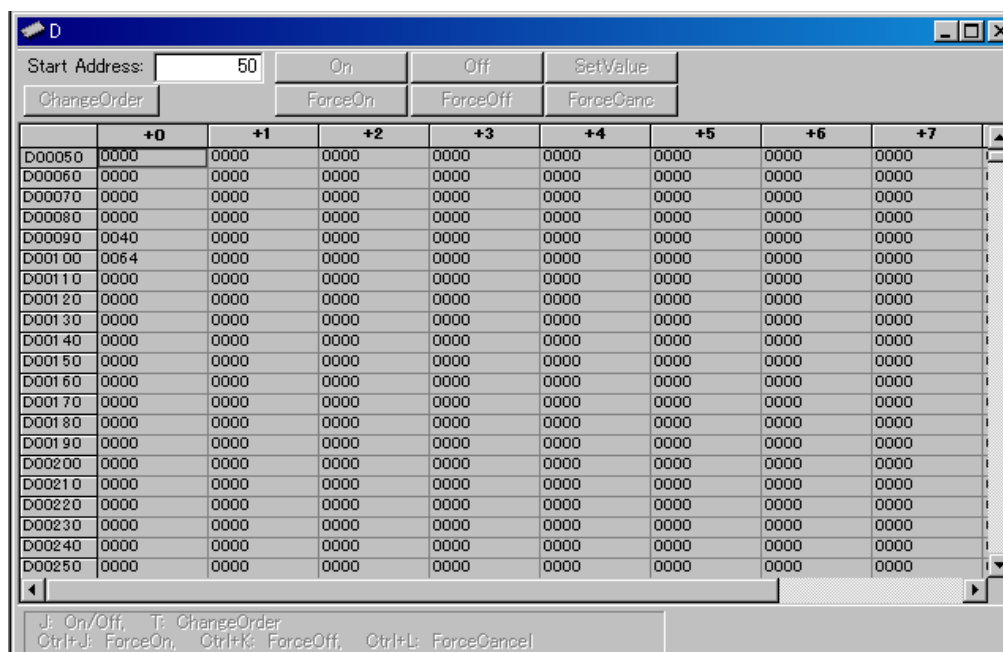 D
Start Address: 50 On Off SetValue
ChangeOrder ForceOn ForceOff ForceCanc
+0 +1 +2 +3 +4 +5 +6 +7
D00050 0000 0000 0000 0000 0000 0000 0000 0000
D00060 0000 0000 0000 0000 0000 0000 0000 0000
D00070 0000 0000 0000 0000 0000 0000 0000 0000
D00080 0000 0000 0000 0000 0000 0000 0000 0000
D00090 0040 0000 0000 0000 0000 0000 0000 0000
D00100 0064 0000 0000 0000 0000 0000 0000 0000
D00110 0000 0000 0000 0000 0000 0000 0000 0000
D00120 0000 0000 0000 0000 0000 0000 0000 0000
D00130 0000 0000 0000 0000 0000 0000 0000 0000
D00140 0000 0000 0000 0000 0000 0000 0000 0000
D00150 0000 0000 0000 0000 0000 0000 0000 0000
D00160 0000 0000 0000 0000 0000 0000 0000 0000
D00170 0000 0000 0000 0000 0000 0000 0000 0000
D00180 0000 0000 0000 0000 0000 0000 0000 0000
D00190 0000 0000 0000 0000 0000 0000 0000 0000
D00200 0000 0000 0000 0000 0000 0000 0000 0000
D00210 0000 0000 0000 0000 0000 0000 0000 0000
D00220 0000 0000 0000 0000 0000 0000 0000 0000
D00230 0000 0000 0000 0000 0000 0000 0000 0000
D00240 0000 0000 0000 0000 0000 0000 0000 0000
D00250 0000 0000 0000 0000 0000 0000 0000 0000
J: On/Off, T: ChangeOrder
Ctrl+J: ForceOn, Ctrl+K: ForceOff, Ctrl+L: ForceCancel